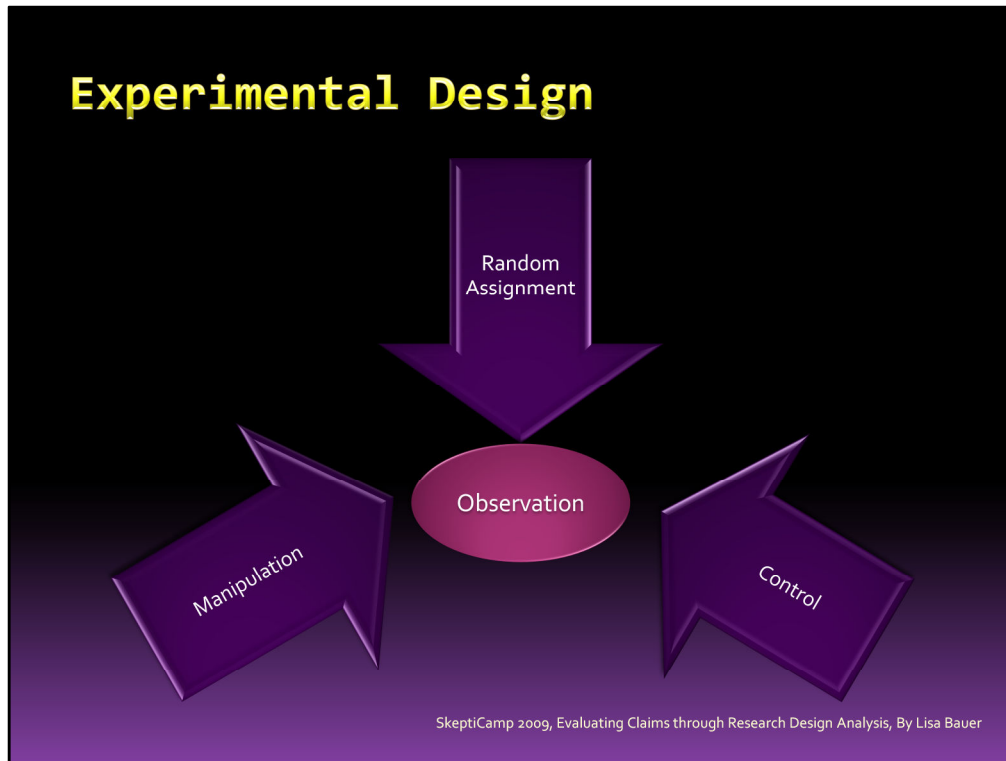 Experimental Design
Random
Assignment
Observation
Manipulation
Control
SkeptiCamp 2009, Evaluating Claims through Research Design Analysis, By Lisa Bauer